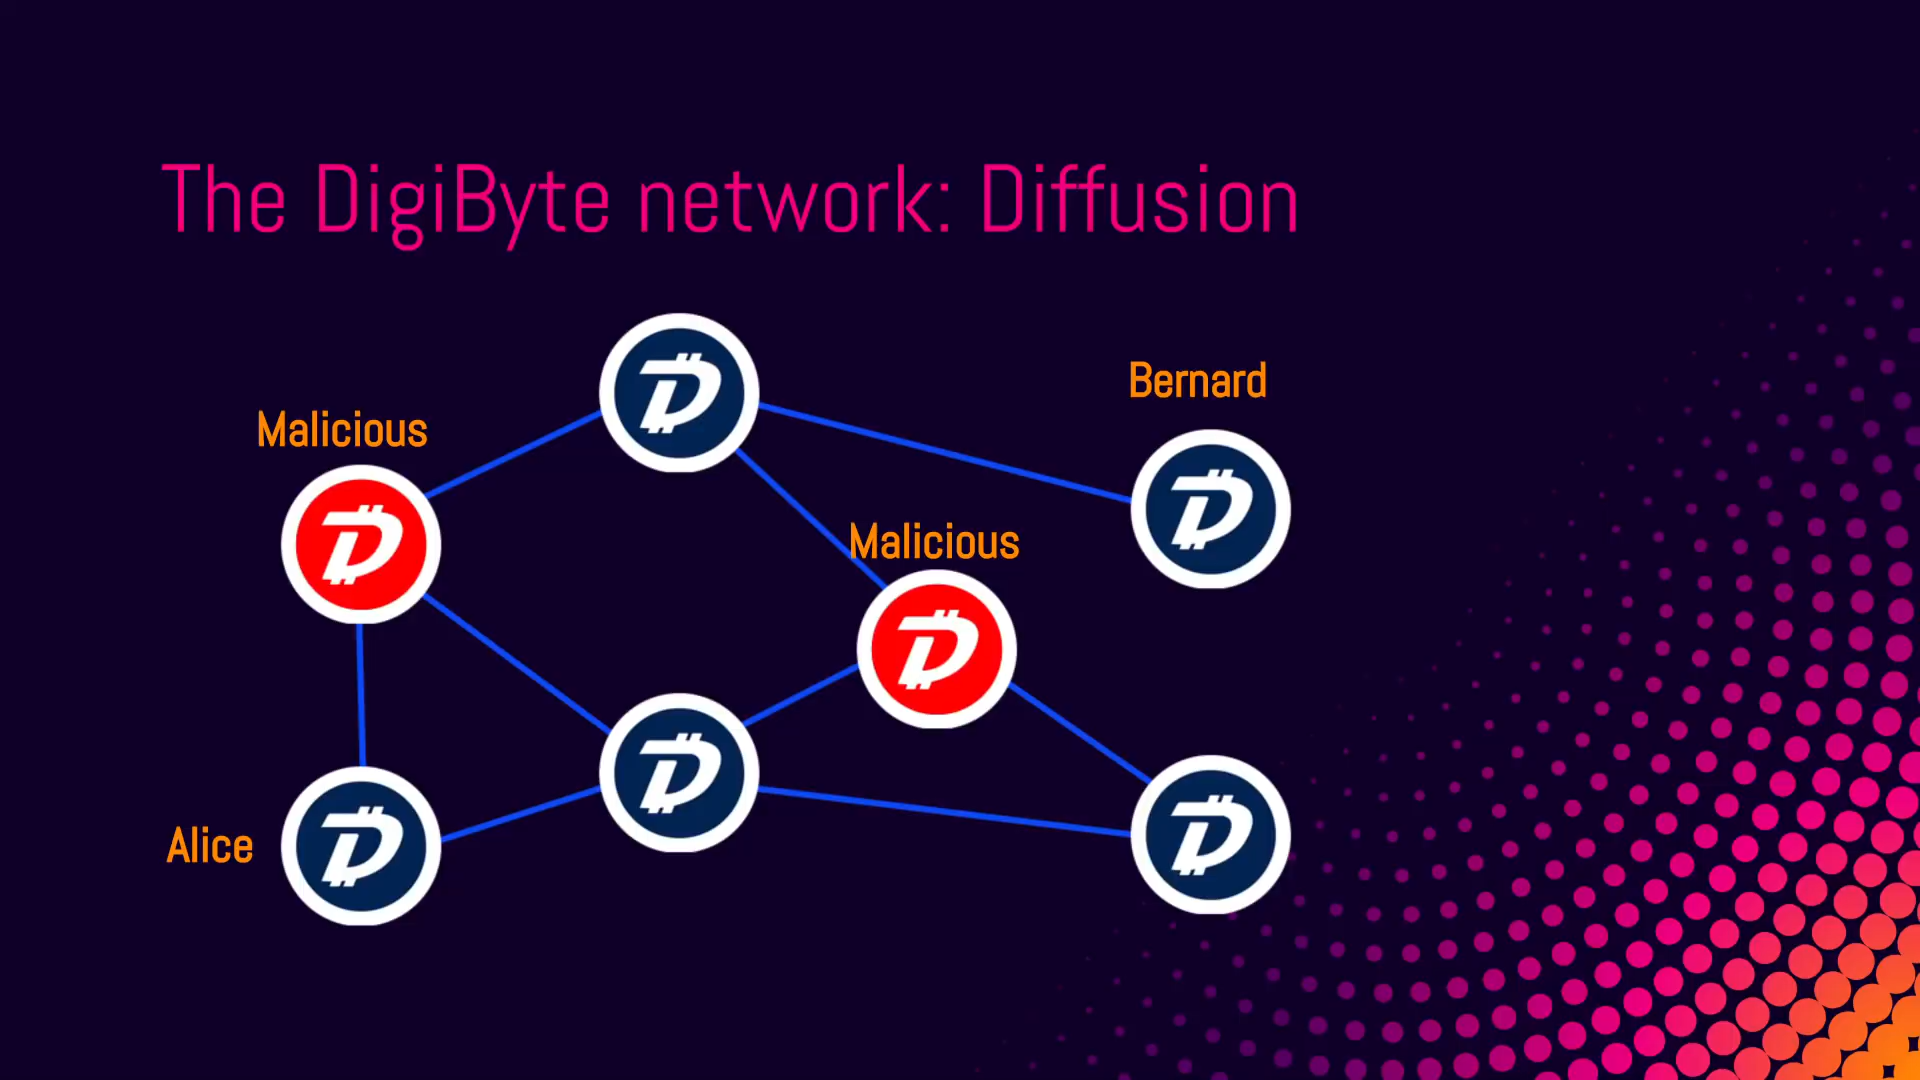 The DigiByte network: Diffusion
Bernard
Malicious
Malicious
Alice